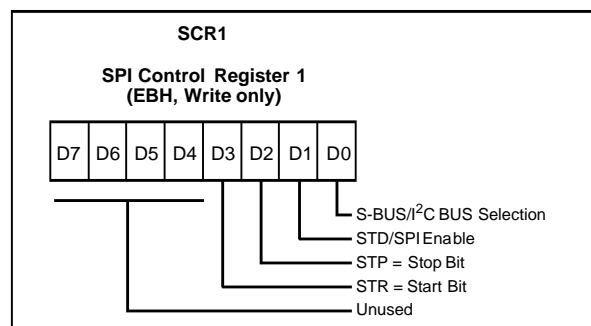 SCR1
SPI Control Register 1
(EBH, Write only)
D7 D6 D5 D4 D3 D2 D1 D0
S-BUS/I²C BUS Selection
STD/SPI Enable
STP = Stop Bit
STR = Start Bit
Unused